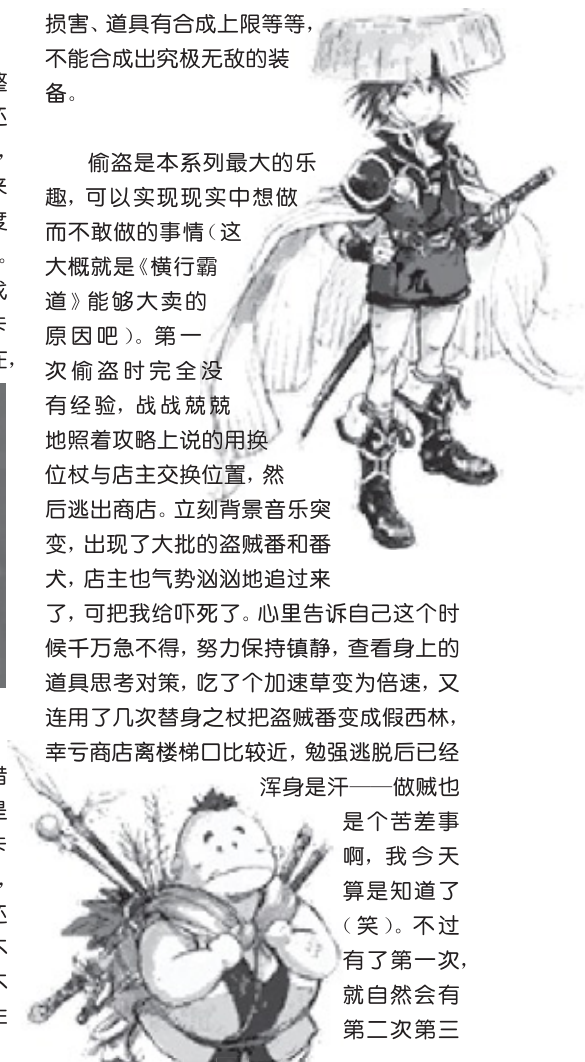 损害、道具有合成上限等等，
不能合成出究极无敌的装
备。
偷盗是本系列最大的乐
趣，可以实现现实中想做
而不敢做的事情（这
大概就是《横行霸
道》能够大卖的
原因吧）。第一
次偷盗时完全没
有经验，战战兢兢
地照着攻略上说的用换
位杖与店主交换位置，然
后逃出商店。立刻背景音乐突
变，出现了大批的盗贼番和番
犬，店主也气势汹汹地追过来
了，可把我给吓死了。心里告诉自己这个时
候千万急不得，努力保持镇静，查看身上的
道具思考对策，吃了个加速草变为倍速，又
连用了几次替身之杖把盗贼番变成假西林，
幸亏商店离楼梯口比较近，勉强逃脱后已经
浑身是汗——做贼也
是个苦差事
啊，我今天
算是知道了
（笑）。不过
有了第一次，
就自然会有
第二次第三